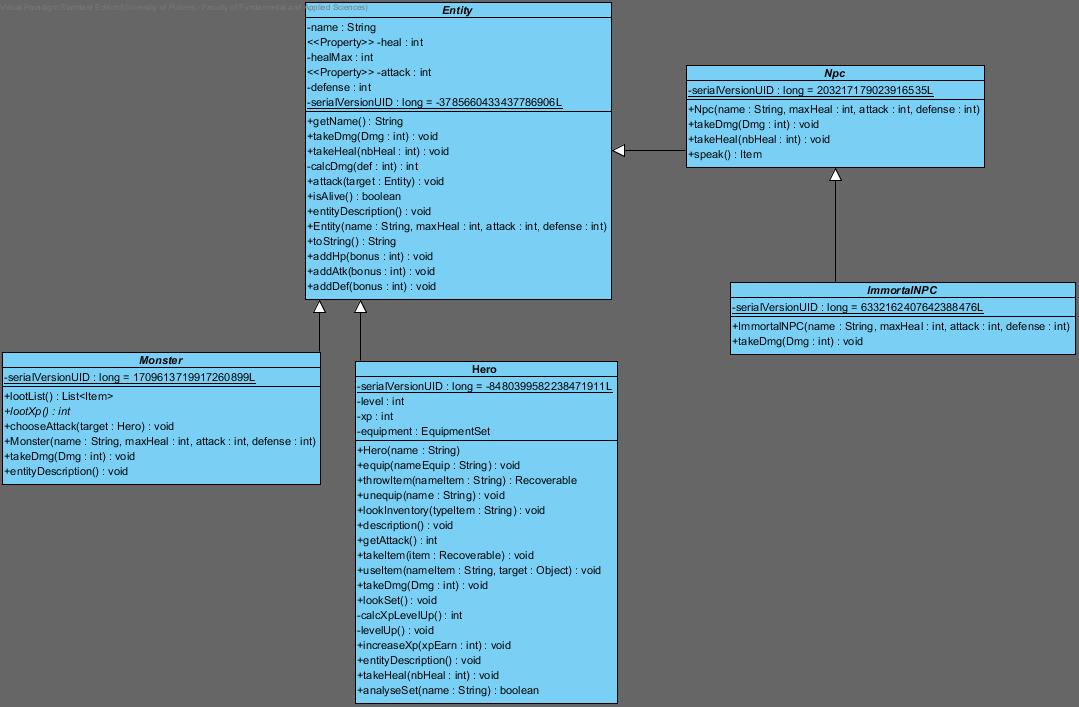 Visual Paradigm Standard Edition(University of Poitiers - Faculty of Fundamental and Applied Sciences)
Entity
-name : String
<<Property>> -heal : int
-healMax : int
<<Property>> -attack : int
-defense : int
-serialVersionUID : long = -3785660433437786906L
+getName() : String
+takeDmg(Dmg : int) : void
+takeHeal(nbHeal : int) : void
-calcDmg(def : int) : int
+attack(target : Entity) : void
+isAlive() : boolean
+entityDescription() : void
+Entity(name : String, maxHeal : int, attack : int, defense : int)
+toString() : String
+addHp(bonus : int) : void
+addAtk(bonus : int) : void
+addDef(bonus : int) : void
Npc
-serialVersionUID : long = 203217179023916535L
+Npc(name : String, maxHeal : int, attack : int, defense : int)
+takeDmg(Dmg : int) : void
+takeHeal(nbHeal : int) : void
+speak() : Item
ImmortalNPC
-serialVersionUID : long = 6332162407642388476L
+ImmortalNPC(name : String, maxHeal : int, attack : int, defense : int)
+takeDmg(Dmg : int) : void
Monster
-serialVersionUID : long = 1709613719917260899L
+lootList() : List<Item>
+lootXp() : int
+chooseAttack(target : Hero) : void
+Monster(name : String, maxHeal : int, attack : int, defense : int)
+takeDmg(Dmg : int) : void
+entityDescription() : void
Hero
-serialVersionUID : long = -8480399582238471911L
-level : int
-xp : int
-equipment : EquipmentSet
+Hero(name : String)
+equip(nameEquip : String) : void
+throwItem(nameItem : String) : Recoverable
+unequip(name : String) : void
+lookInventory(typeItem : String) : void
+description() : void
+getAttack() : int
+takeItem(item : Recoverable) : void
+useItem(nameItem : String, target : Object) : void
+takeDmg(Dmg : int) : void
+lookSet() : void
-calcXpLevelUp() : int
-levelUp() : void
+increaseXp(xpEarn : int) : void
+entityDescription() : void
+takeHeal(nbHeal : int) : void
+analyseSet(name : String) : boolean